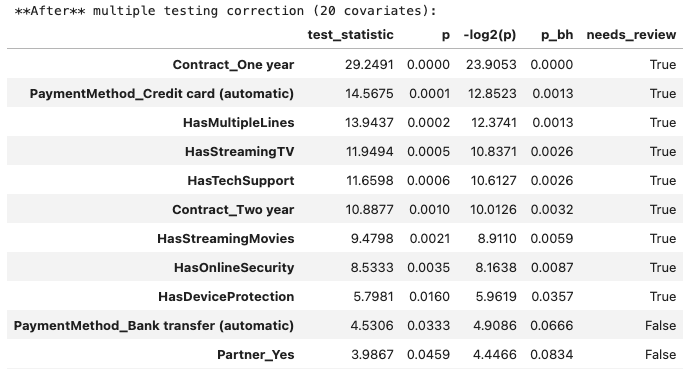 **After** multiple testing correction (20 covariates):
test_statistic p -log2(p) p_bh needs_review
Contract_One year 29.2491 0.0000 23.9053 0.0000 True
PaymentMethod_Credit card (automatic) 14.5675 0.0001 12.8523 0.0013 True
HasMultipleLines 13.9437 0.0002 12.3741 0.0013 True
HasStreamingTV 11.9494 0.0005 10.8371 0.0026 True
HasTechSupport 11.6598 0.0006 10.6127 0.0026 True
Contract_Two year 10.8877 0.0010 10.0126 0.0032 True
HasStreamingMovies 9.4798 0.0021 8.9110 0.0059 True
HasOnlineSecurity 8.5333 0.0035 8.1638 0.0087 True
HasDeviceProtection 5.7981 0.0160 5.9619 0.0357 True
PaymentMethod_Bank transfer (automatic) 4.5306 0.0333 4.9086 0.0666 False
Partner_Yes 3.9867 0.0459 4.4466 0.0834 False